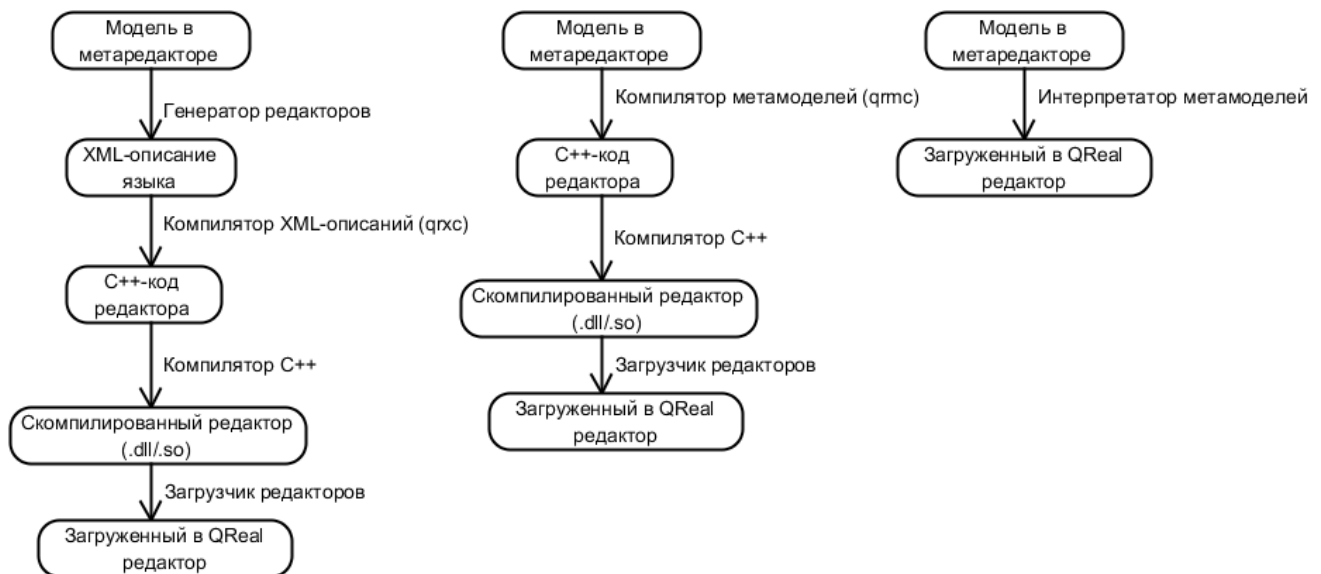 Модель в
метаредакторе
Генератор редакторов
XML-описание
языка
Компилятор XML-описаний (qrxc)
C++-код
редактора
Компилятор C++
Скомпилированный редактор
(.dll/.so)
Загрузчик редакторов
Загруженный в QReal
редактор
Модель в
метаредакторе
Компилятор метамоделей (qrmc)
C++-код
редактора
Компилятор C++
Скомпилированный редактор
(.dll/.so)
Загрузчик редакторов
Загруженный в QReal
редактор
Модель в
метаредакторе
Интерпретатор метамоделей
Загруженный в QReal
редактор